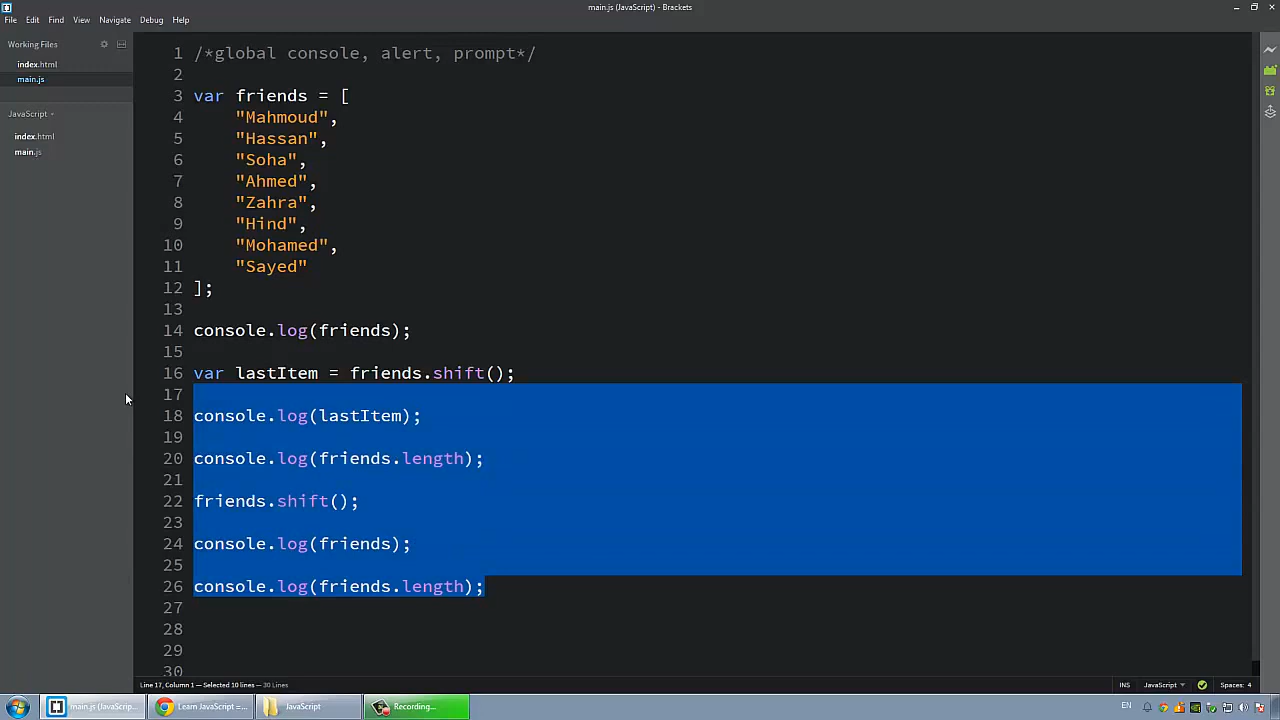 main.js (JavaScript) - Brackets
File Edit Find View Navigate Debug Help
Working Files
index.html
main.js
JavaScript
index.html
main.js
1 /*global console, alert, prompt*/
2
3 var friends = [
4 "Mahmoud",
5 "Hassan",
6 "Soha",
7 "Ahmed",
8 "Zahra",
9 "Hind",
10 "Mohamed",
11 "Sayed"
12 ];
13
14 console.log(friends);
15
16 var lastItem = friends.shift();
17
18 console.log(lastItem);
19
20 console.log(friends.length);
21
22 friends.shift();
23
24 console.log(friends);
25
26 console.log(friends.length);
27
28
29
30
Line 17, Column 1 - Selected 10 lines - 30 Lines
INS JavaScript Spaces: 4
main.js (JavaScrip... Learn JavaScript =... JavaScript Recording... EN